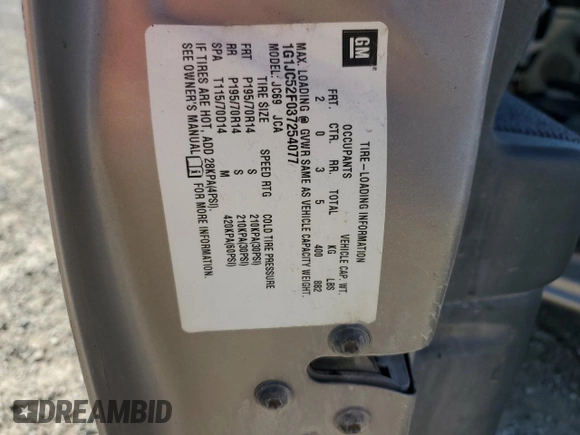 GM
TIRE-LOADING INFORMATION
OCCUPANTS VEHICLE CAP. WT.
FRT. CTR. RR. TOTAL KG LBS
2 0 3 5 400 882
MAX. LOADING @ GVWR SAME AS VEHICLE CAPACITY WEIGHT.
1G1JC52F037254077
MODEL: JC69 JCA
TIRE SIZE SPEED RTG COLD TIRE PRESSURE
FRT P195/70R14 S 210KPA(30PSI)
RR P195/70R14 S 210KPA(30PSI)
SPA T115/70D14 M 420KPA(60PSI)
IF TIRES ARE HOT, ADD 28KPA(4PSI).
SEE OWNER'S MANUAL FOR MORE INFORMATION.
DREAMBID